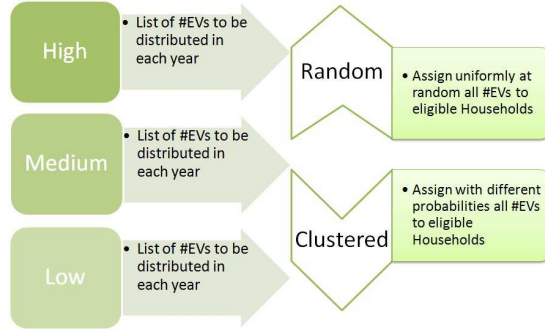 High
• List of #EVs to be
distributed in
each year
Medium
• List of #EVs to be
distributed in
each year
Low
• List of #EVs to be
distributed in
each year
Random
• Assign uniformly at
random all #EVs to
eligible Households
Clustered
• Assign with different
probabilities all #EVs
to eligible
Households